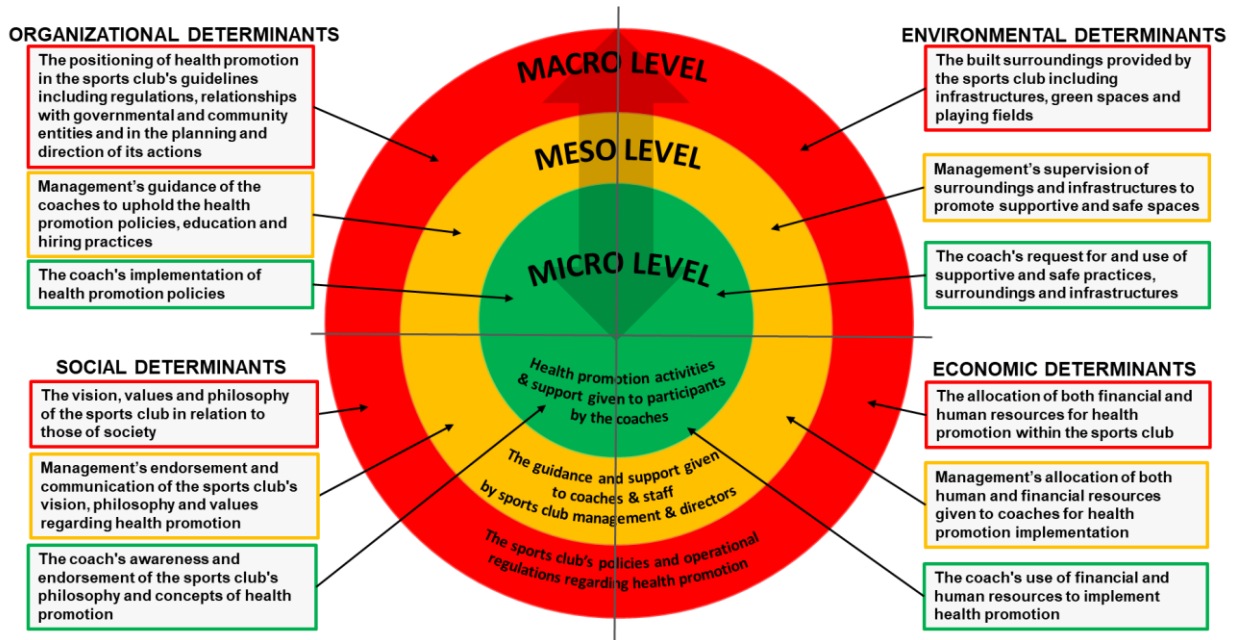 ORGANIZATIONAL DETERMINANTS
The positioning of health promotion
in the sports club's guidelines
including regulations, relationships
with governmental and community
entities and in the planning and
direction of its actions
Management's guidance of the
coaches to uphold the health
promotion policies, education and
hiring practices
The coach's implementation of
health promotion policies
MACRO LEVEL
MESO LEVEL
MICRO LEVEL
Health promotion activities
& support given to participants
by the coaches
The guidance and support given
to coaches & staff
by sports club management & directors
The sports club's policies and operational
regulations regarding health promotion
ENVIRONMENTAL DETERMINANTS
The built surroundings provided by
the sports club including
infrastructures, green spaces and
playing fields
Management's supervision of
surroundings and infrastructures to
promote supportive and safe spaces
The coach's request for and use of
supportive and safe practices,
surroundings and infrastructures
SOCIAL DETERMINANTS
The vision, values and philosophy
of the sports club in relation to
those of society
Management's endorsement and
communication of the sports club's
vision, philosophy and values
regarding health promotion
The coach's awareness and
endorsement of the sports club's
philosophy and concepts of health
promotion
ECONOMIC DETERMINANTS
The allocation of both financial and
human resources for health
promotion within the sports club
Management's allocation of both
human and financial resources
given to coaches for health
promotion implementation
The coach's use of financial and
human resources to implement
health promotion